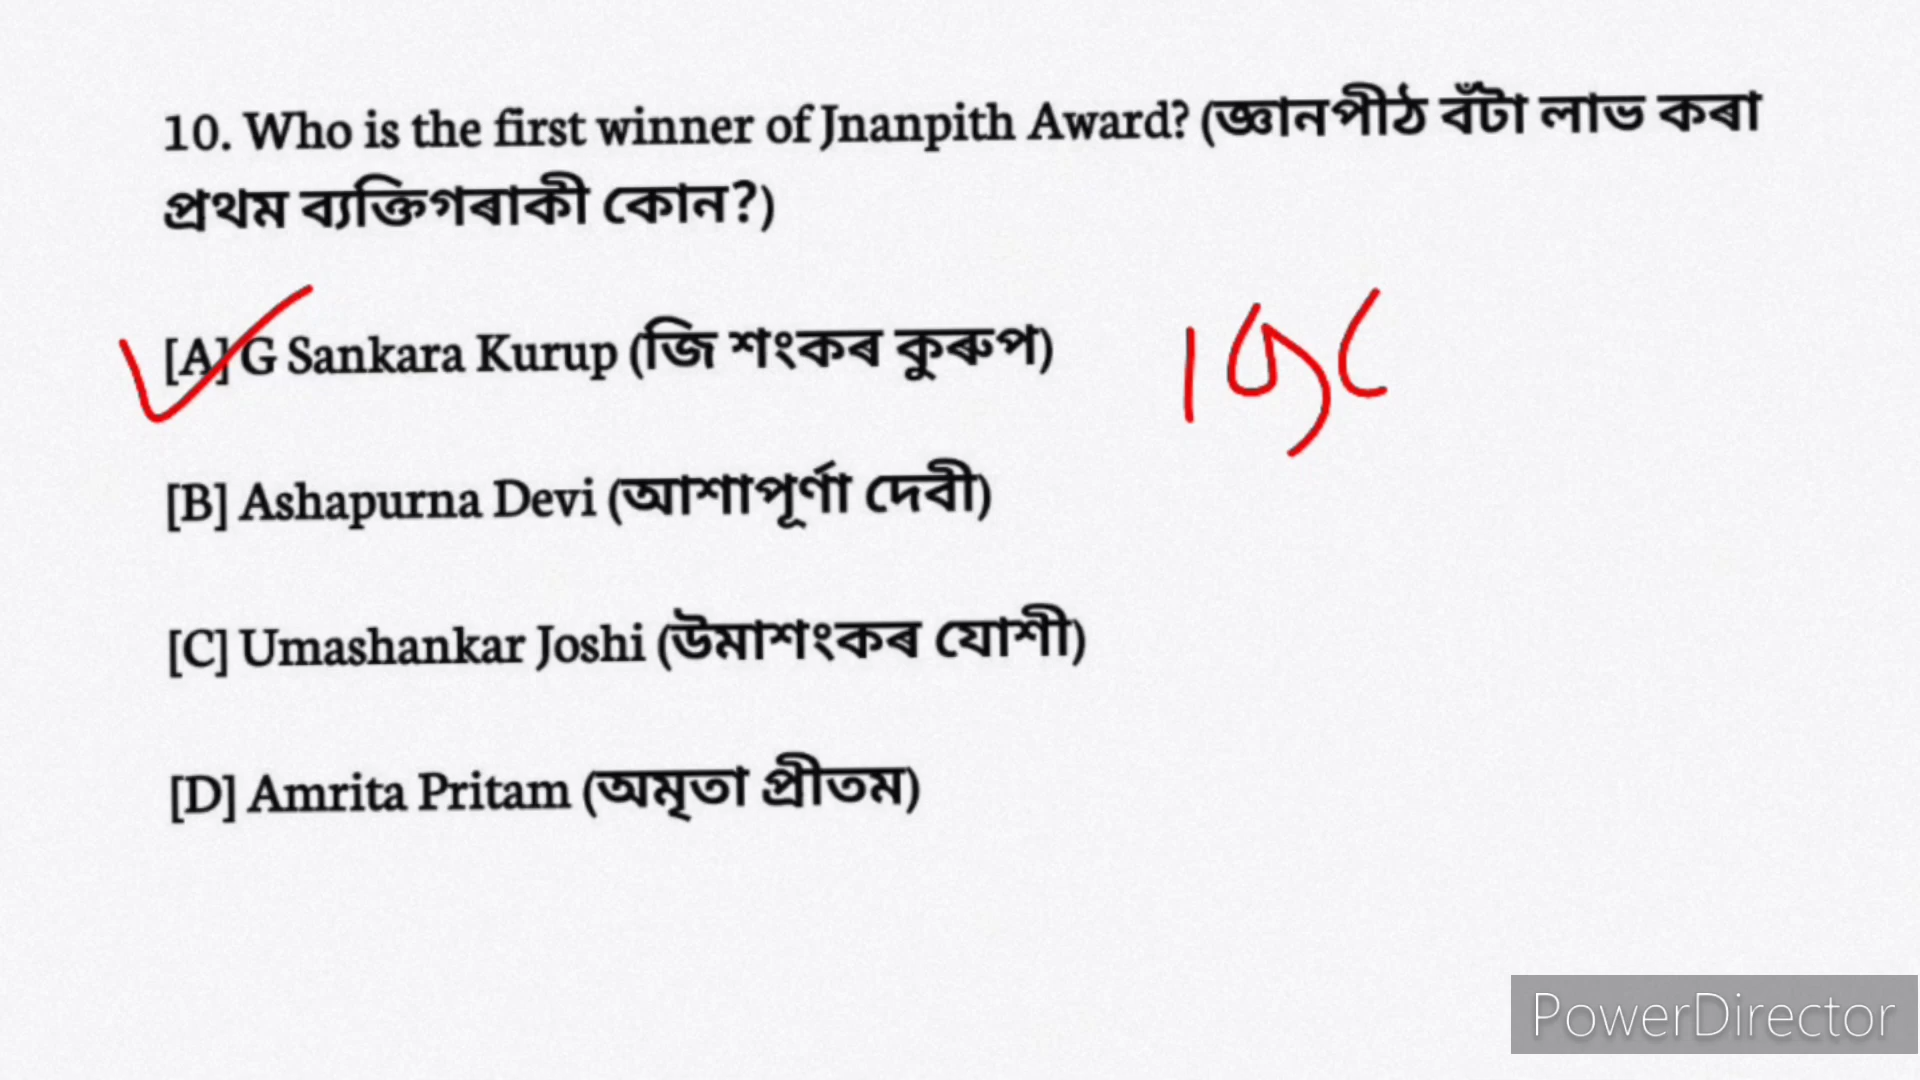 10. Who is the first winner of Jnanpith Award? (জ্ঞানপীঠ বঁটা লাভ কৰা
প্ৰথম ব্যক্তিগৰাকী কোন?)
[A] G Sankara Kurup (জি শংকৰ কুৰুপ)
[B] Ashapurna Devi (আশাপূৰ্ণা দেৱী)
[C] Umashankar Joshi (উমাশংকৰ যোশী)
[D] Amrita Pritam (অমৃতা প্ৰীতম)
PowerDirector